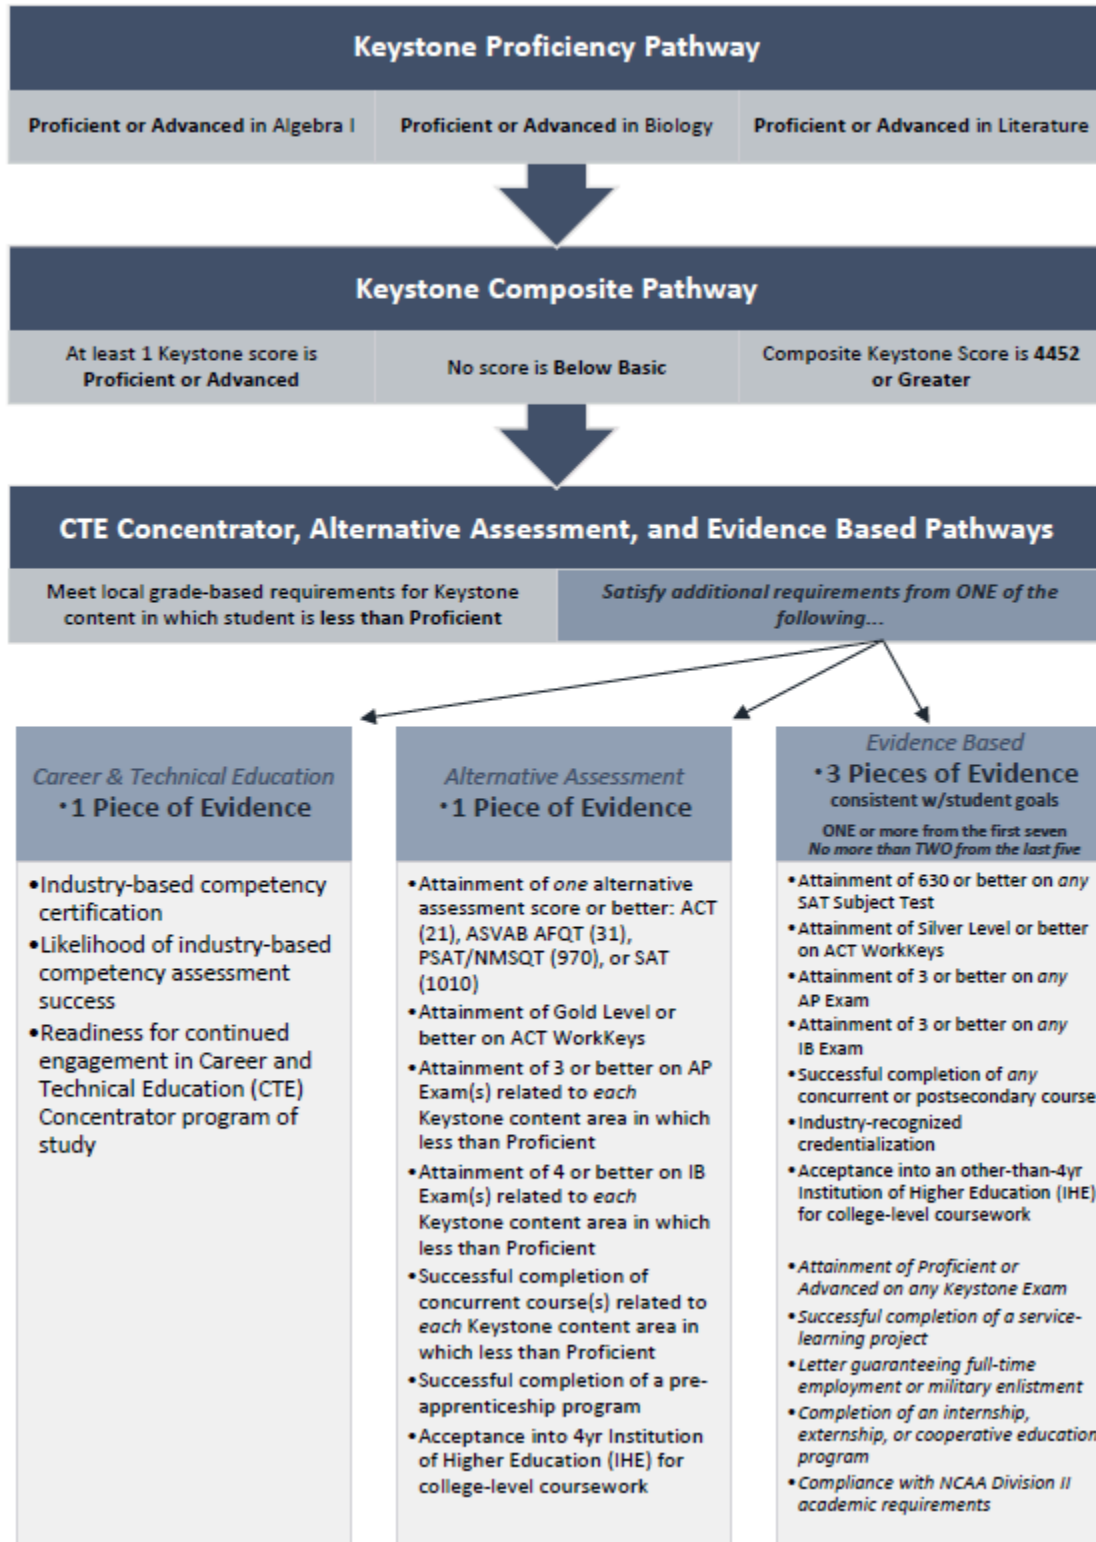 Keystone Proficiency Pathway
Proficient or Advanced in Algebra I
Proficient or Advanced in Biology
Proficient or Advanced in Literature
Keystone Composite Pathway
At least 1 Keystone score is
Proficient or Advanced
No score is Below Basic
Composite Keystone Score is 4452
or Greater
CTE Concentrator, Alternative Assessment, and Evidence Based Pathways
Meet local grade-based requirements for Keystone
content in which student is less than Proficient
Satisfy additional requirements from ONE of the
following...
Career & Technical Education
•1 Piece of Evidence
•Industry-based competency
certification
•Likelihood of industry-based
competency assessment
success
•Readiness for continued
engagement in Career and
Technical Education (CTE)
Concentrator program of
study
Alternative Assessment
•1 Piece of Evidence
•Attainment of one alternative
assessment score or better: ACT
(21), ASVAB AFQT (31),
PSAT/NMSQT (970), or SAT
(1010)
•Attainment of Gold Level or
better on ACT WorkKeys
•Attainment of 3 or better on AP
Exam(s) related to each
Keystone content area in which
less than Proficient
•Attainment of 4 or better on IB
Exam(s) related to each
Keystone content area in which
less than Proficient
•Successful completion of
concurrent course(s) related to
each Keystone content area in
which less than Proficient
•Successful completion of a pre-
apprenticeship program
•Acceptance into 4yr Institution
of Higher Education (IHE) for
college-level coursework
Evidence Based
•3 Pieces of Evidence
consistent w/student goals
ONE or more from the first seven
No more than TWO from the last five
•Attainment of 630 or better on any
SAT Subject Test
•Attainment of Silver Level or better
on ACT WorkKeys
•Attainment of 3 or better on any
AP Exam
•Attainment of 3 or better on any
IB Exam
•Successful completion of any
concurrent or postsecondary course
•Industry-recognized
credentialization
•Acceptance into an other-than-4yr
Institution of Higher Education (IHE)
for college-level coursework
•Attainment of Proficient or
Advanced on any Keystone Exam
•Successful completion of a service-
learning project
•Letter guaranteeing full-time
employment or military enlistment
•Completion of an internship,
externship, or cooperative education
program
•Compliance with NCAA Division II
academic requirements